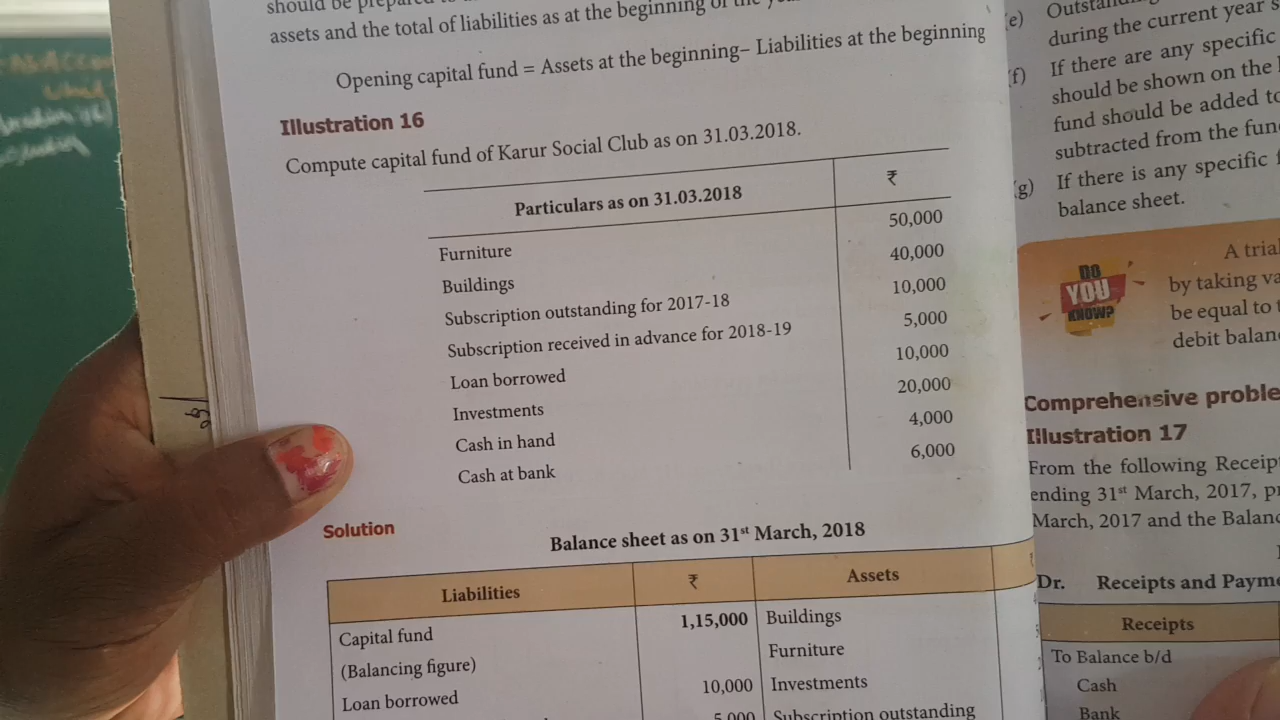 should be
assets and the total of liabilities as at the beginning
Opening capital fund = Assets at the beginning– Liabilities at the beginning
Illustration 16
Compute capital fund of Karur Social Club as on 31.03.2018.
Particulars as on 31.03.2018 ₹
Furniture 50,000
Buildings 40,000
Subscription outstanding for 2017-18 10,000
Subscription received in advance for 2018-19 5,000
Loan borrowed 10,000
Investments 20,000
Cash in hand 4,000
Cash at bank 6,000
Solution
Balance sheet as on 31st March, 2018
Liabilities ₹ Assets ₹
Capital fund 1,15,000 Buildings
(Balancing figure) Furniture
Loan borrowed 10,000 Investments
5,000 Subscription outstanding
(e)
during the current year
(f) If there are any specific
should be shown on the
fund should be added to
subtracted from the
(g) If there is any specific
balance sheet.
DO
YOU
KNOW?
A
by taking
be equal to
debit
Comprehensive
Illustration 17
From the following
ending 31st March, 2017,
March, 2017 and the
Dr. Receipts and
Receipts
To Balance b/d
Cash
Bank